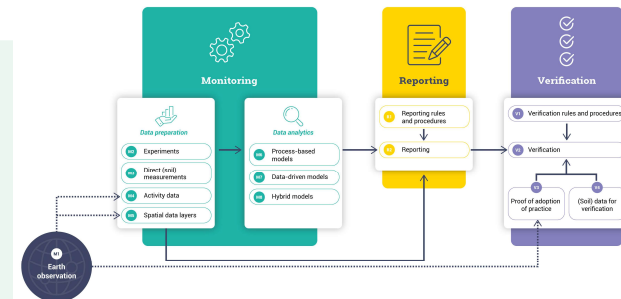 Monitoring
Data preparation
M2 Experiments
M3 Direct (soil)
measurements
M4 Activity data
M5 Spatial data layers
Data analytics
M6 Process-based
models
M7 Data-driven models
M8 Hybrid models
M1
Earth
observation
Reporting
R1 Reporting rules
and procedures
R2 Reporting
Verification
V1 Verification rules and procedures
V2 Verification
V3
Proof of adoption
of practice
V4
(Soil) data for
verification